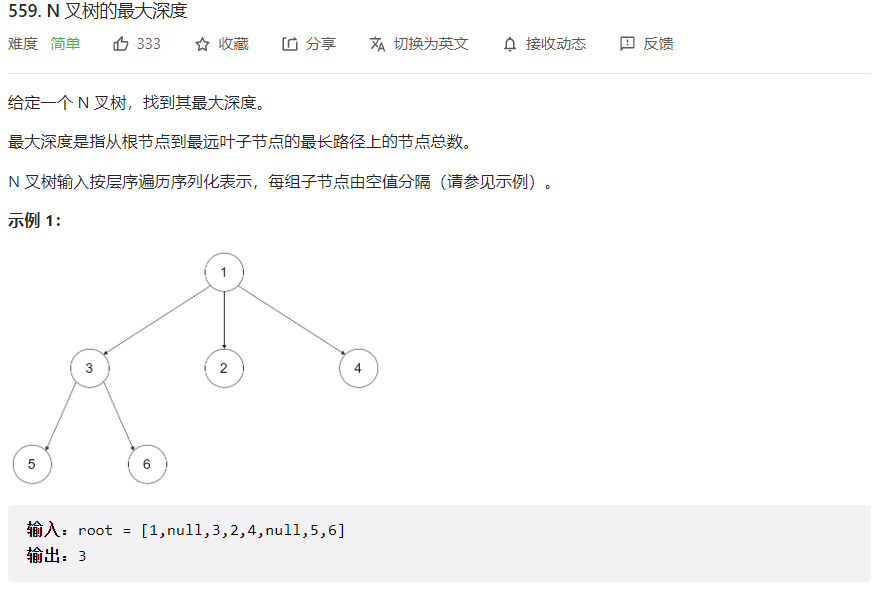 559. N 叉树的最大深度
难度 简单 333 收藏 分享 切换为英文 接收动态 反馈
给定一个 N 叉树，找到其最大深度。
最大深度是指从根节点到最远叶子节点的最长路径上的节点总数。
N 叉树输入按层序遍历序列化表示，每组子节点由空值分隔（请参见示例）。
示例 1：
1
3 2 4
5 6
输入：root = [1,null,3,2,4,null,5,6]
输出：3